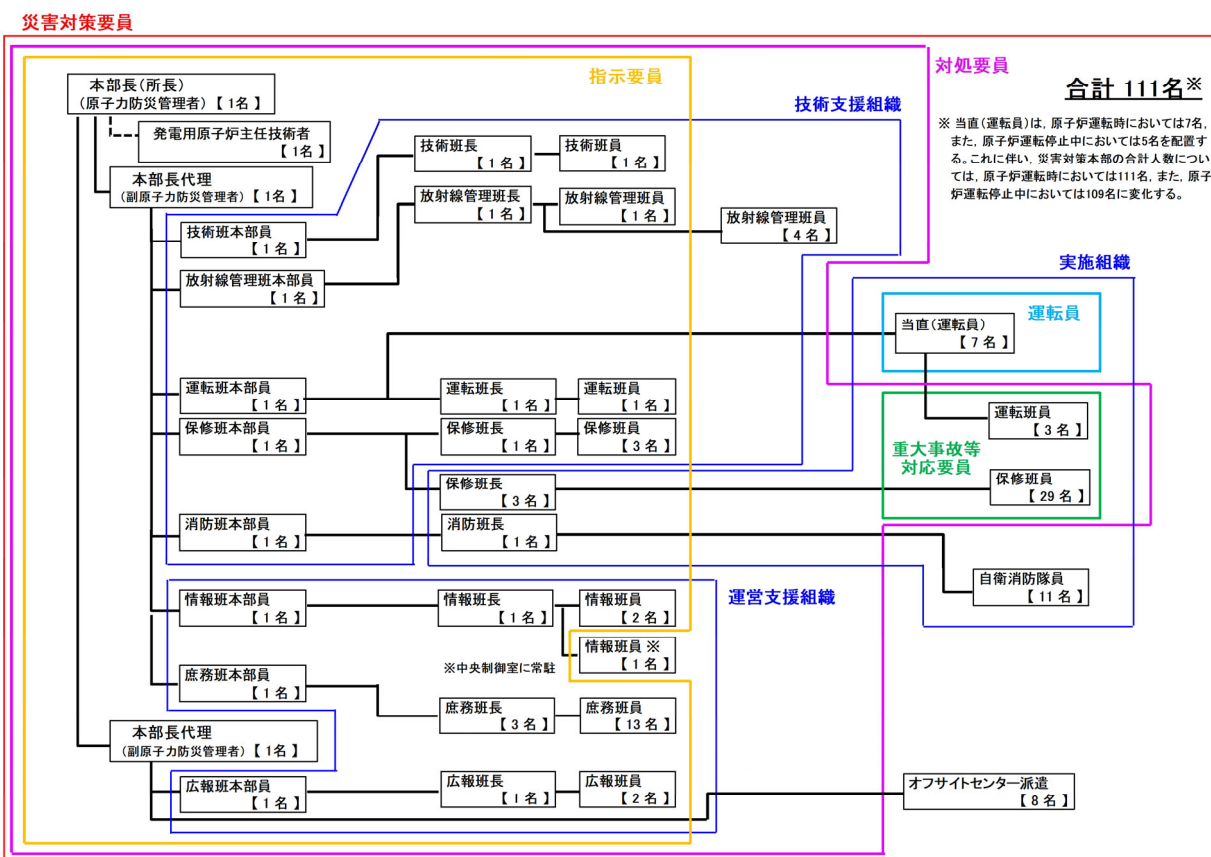 災害対策要員
対処要員
指示要員
合計 111名※
技術支援組織
※ 当直(運転員)は, 原子炉運転時においては7名,
また, 原子炉運転停止中においては5名を配置す
る。これに伴い, 災害対策本部の合計人数につい
ては, 原子炉運転時においては111名, また, 原子
炉運転停止中においては109名に変化する。
本部長(所長)
(原子力防災管理者)【 1名 】
発電用原子炉主任技術者
【 1名 】
本部長代理
(副原子力防災管理者)【 1名 】
技術班長
【 1 名 】
技術班員
【 1 名 】
放射線管理班長
【 1 名 】
放射線管理班員
【 1 名 】
放射線管理班員
【 4 名 】
技術班本部員
【 1 名 】
放射線管理班本部員
【 1 名 】
実施組織
運転員
当直(運転員)
【 7 名 】
運転班本部員
【 1 名 】
運転班長
【 1 名 】
運転班員
【 1 名 】
運転班員
【 3 名 】
保修班本部員
【 1 名 】
保修班長
【 1 名 】
保修班員
【 3 名 】
重大事故等
対応要員
保修班長
【 3 名 】
保修班員
【 29 名 】
消防班本部員
【 1 名 】
消防班長
【 1 名 】
自衛消防隊員
【 11 名 】
運営支援組織
情報班本部員
【 1 名 】
情報班長
【 1 名 】
情報班員
【 2 名 】
情報班員 ※
【 1 名 】
※中央制御室に常駐
庶務班本部員
【 1 名 】
庶務班長
【 3 名 】
庶務班員
【 13 名 】
本部長代理
(副原子力防災管理者)【 1名 】
広報班本部員
【 1 名 】
広報班長
【 1 名 】
広報班員
【 2 名 】
オフサイトセンター派遣
【 8 名 】